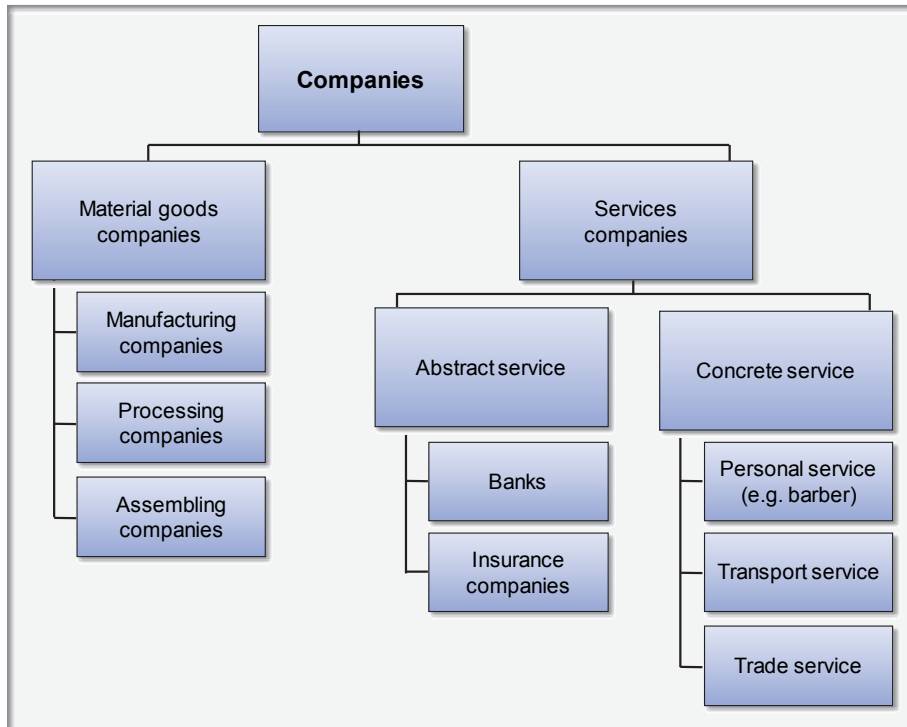 Companies
Material goods
companies
Services
companies
Manufacturing
companies
Processing
companies
Assembling
companies
Abstract service
Banks
Insurance
companies
Concrete service
Personal service
(e.g. barber)
Transport service
Trade service